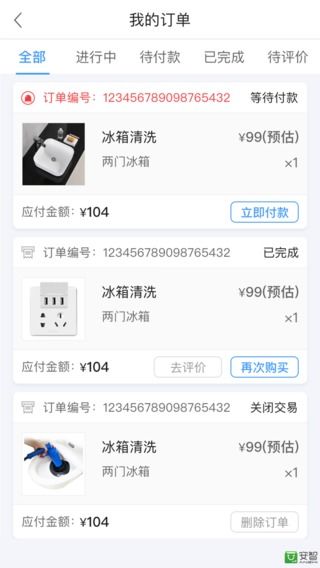 我的订单
全部 进行中 待付款 已完成 待评价
订单编号：123456789098765432 等待付款
冰箱清洗 ¥99(预估)
两门冰箱 ×1
应付金额：¥104 立即付款
订单编号：123456789098765432 已完成
冰箱清洗 ¥99(预估)
两门冰箱 ×1
应付金额：¥104 去评价 再次购买
订单编号：123456789098765432 关闭交易
冰箱清洗 ¥99(预估)
两门冰箱 ×1
应付金额：¥104 删除订单
安智